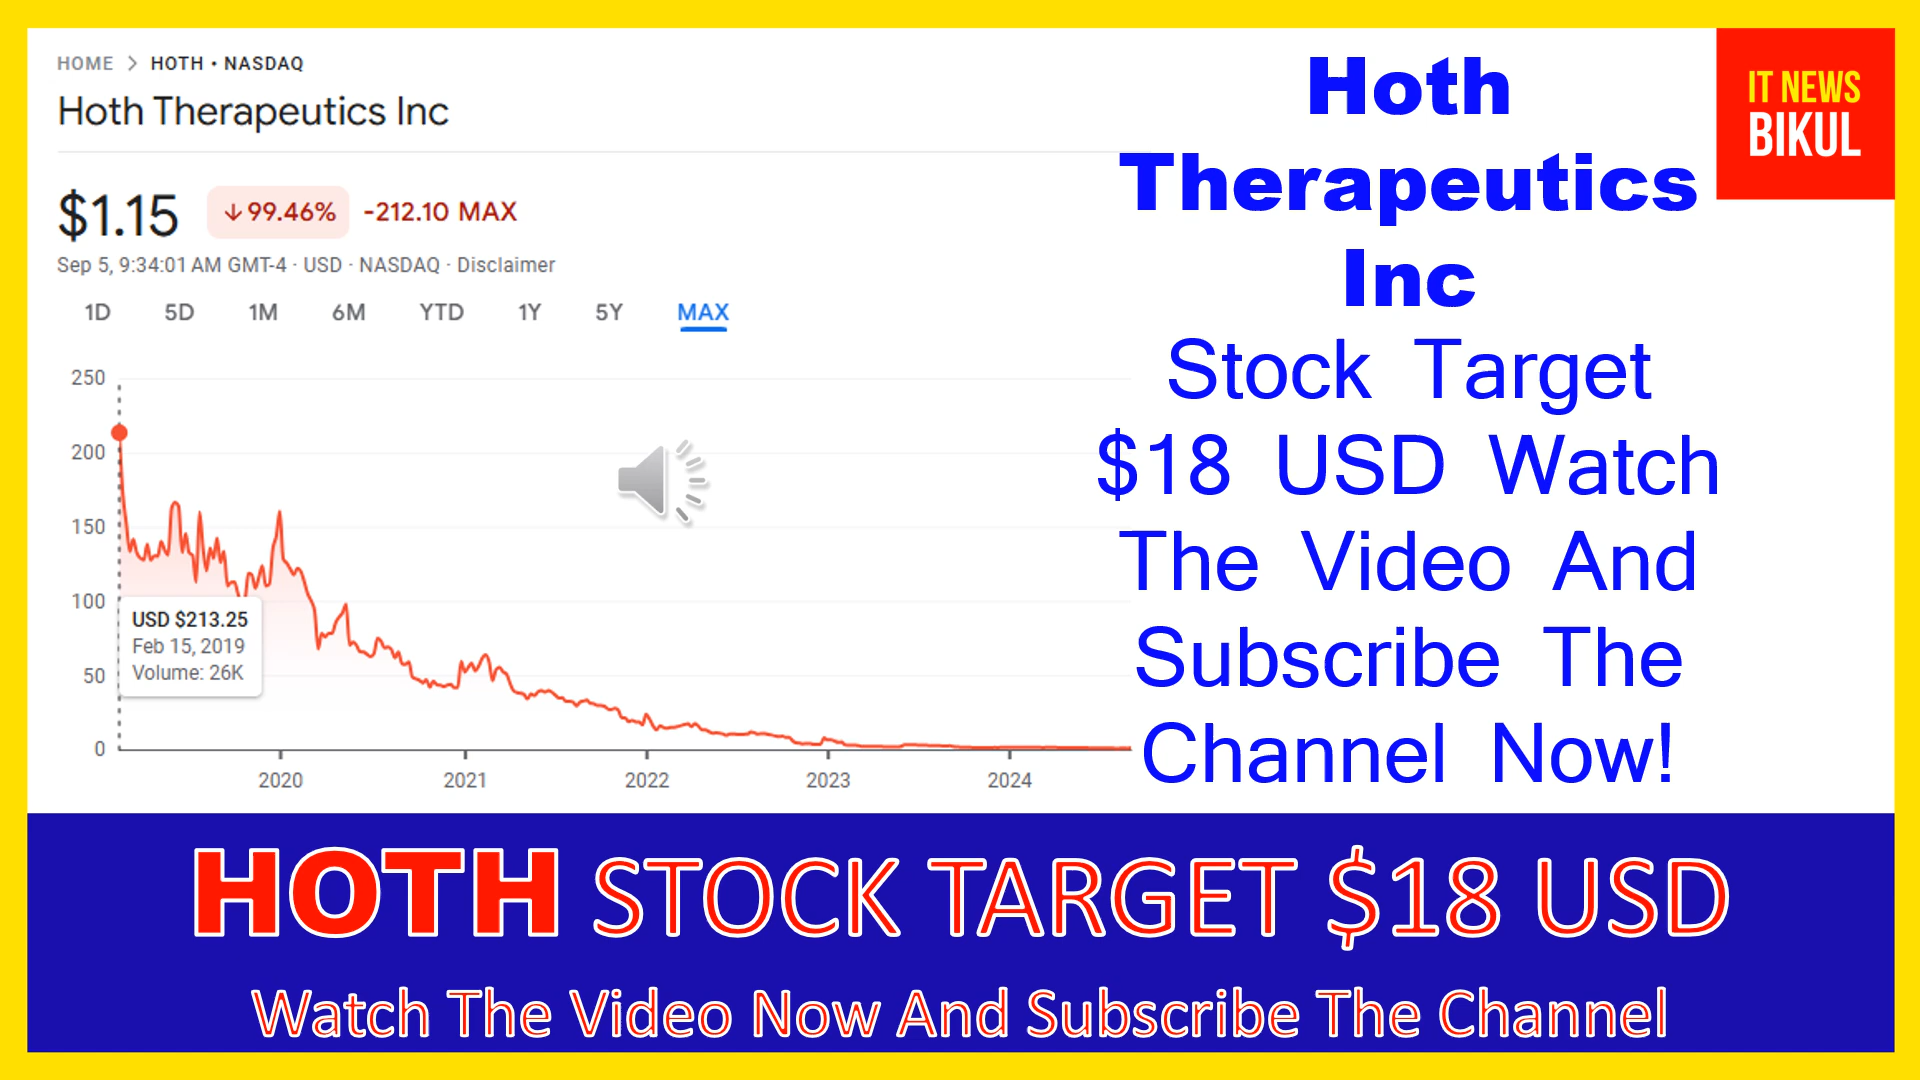 HOME > HOTH • NASDAQ
Hoth Therapeutics Inc
$1.15 ↓99.46% -212.10 MAX
Sep 5, 9:34:01 AM GMT-4 · USD · NASDAQ · Disclaimer
1D 5D 1M 6M YTD 1Y 5Y MAX
250
200
150
100
50
0
USD $213.25
Feb 15, 2019
Volume: 26K
2020 2021 2022 2023 2024
Hoth
Therapeutics
Inc
Stock Target
$18 USD Watch
The Video And
Subscribe The
Channel Now!
IT NEWS
BIKUL
HOTH STOCK TARGET $18 USD
Watch The Video Now And Subscribe The Channel